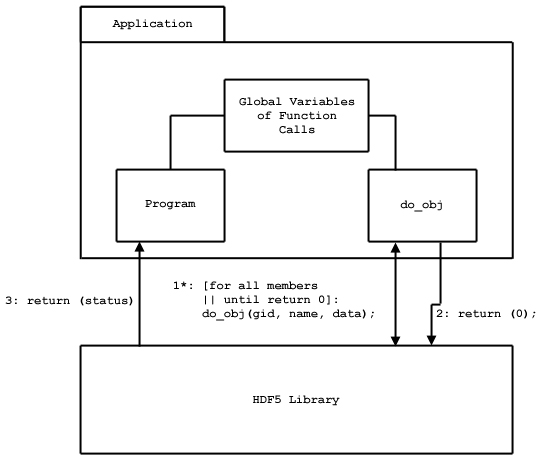 Application
Global Variables
of Function
Calls
Program
do_obj
3: return (status)
1*: [for all members
|| until return 0]:
do_obj(gid, name, data);
2: return (0);
HDF5 Library